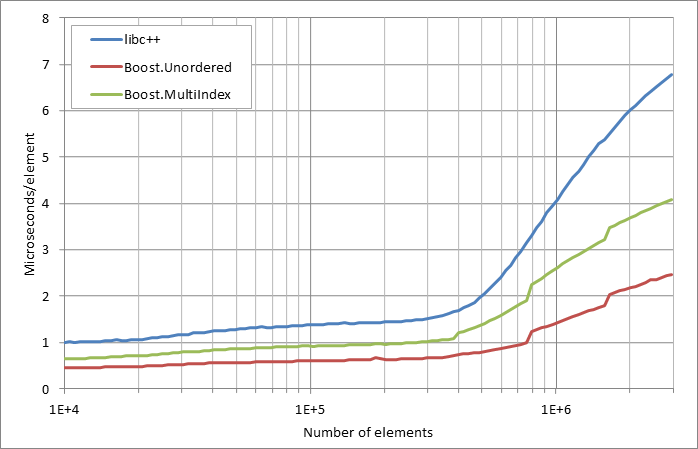 8
7
6
5
4
3
2
1
0
Microseconds/element
libc++
Boost.Unordered
Boost.MultiIndex
1E+4
1E+5
1E+6
Number of elements